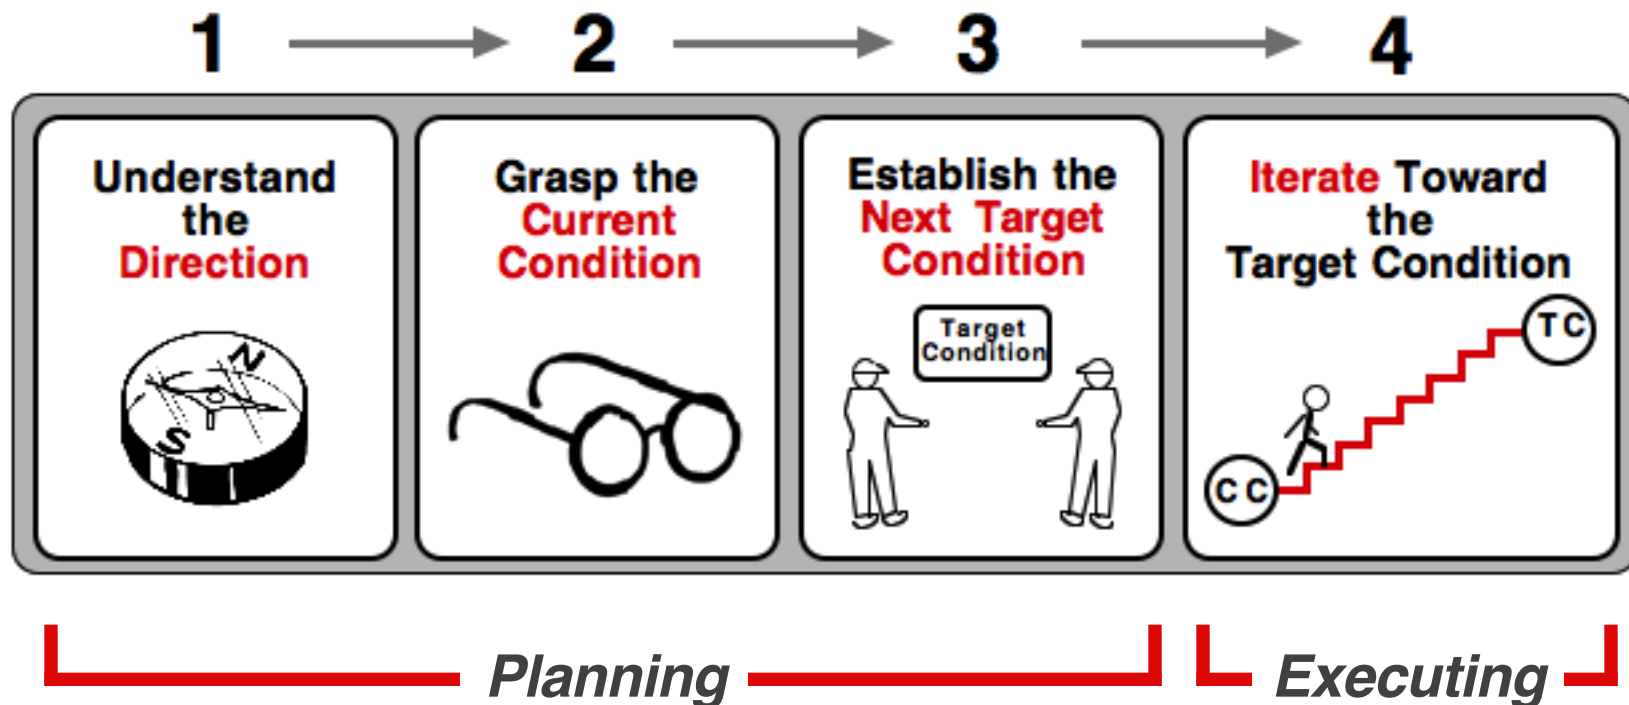 1 2 3 4
Understand
the
Direction
N
S
Grasp the
Current
Condition
Establish the
Next Target
Condition
Target
Condition
Iterate Toward
the
Target Condition
TC
CC
Planning
Executing